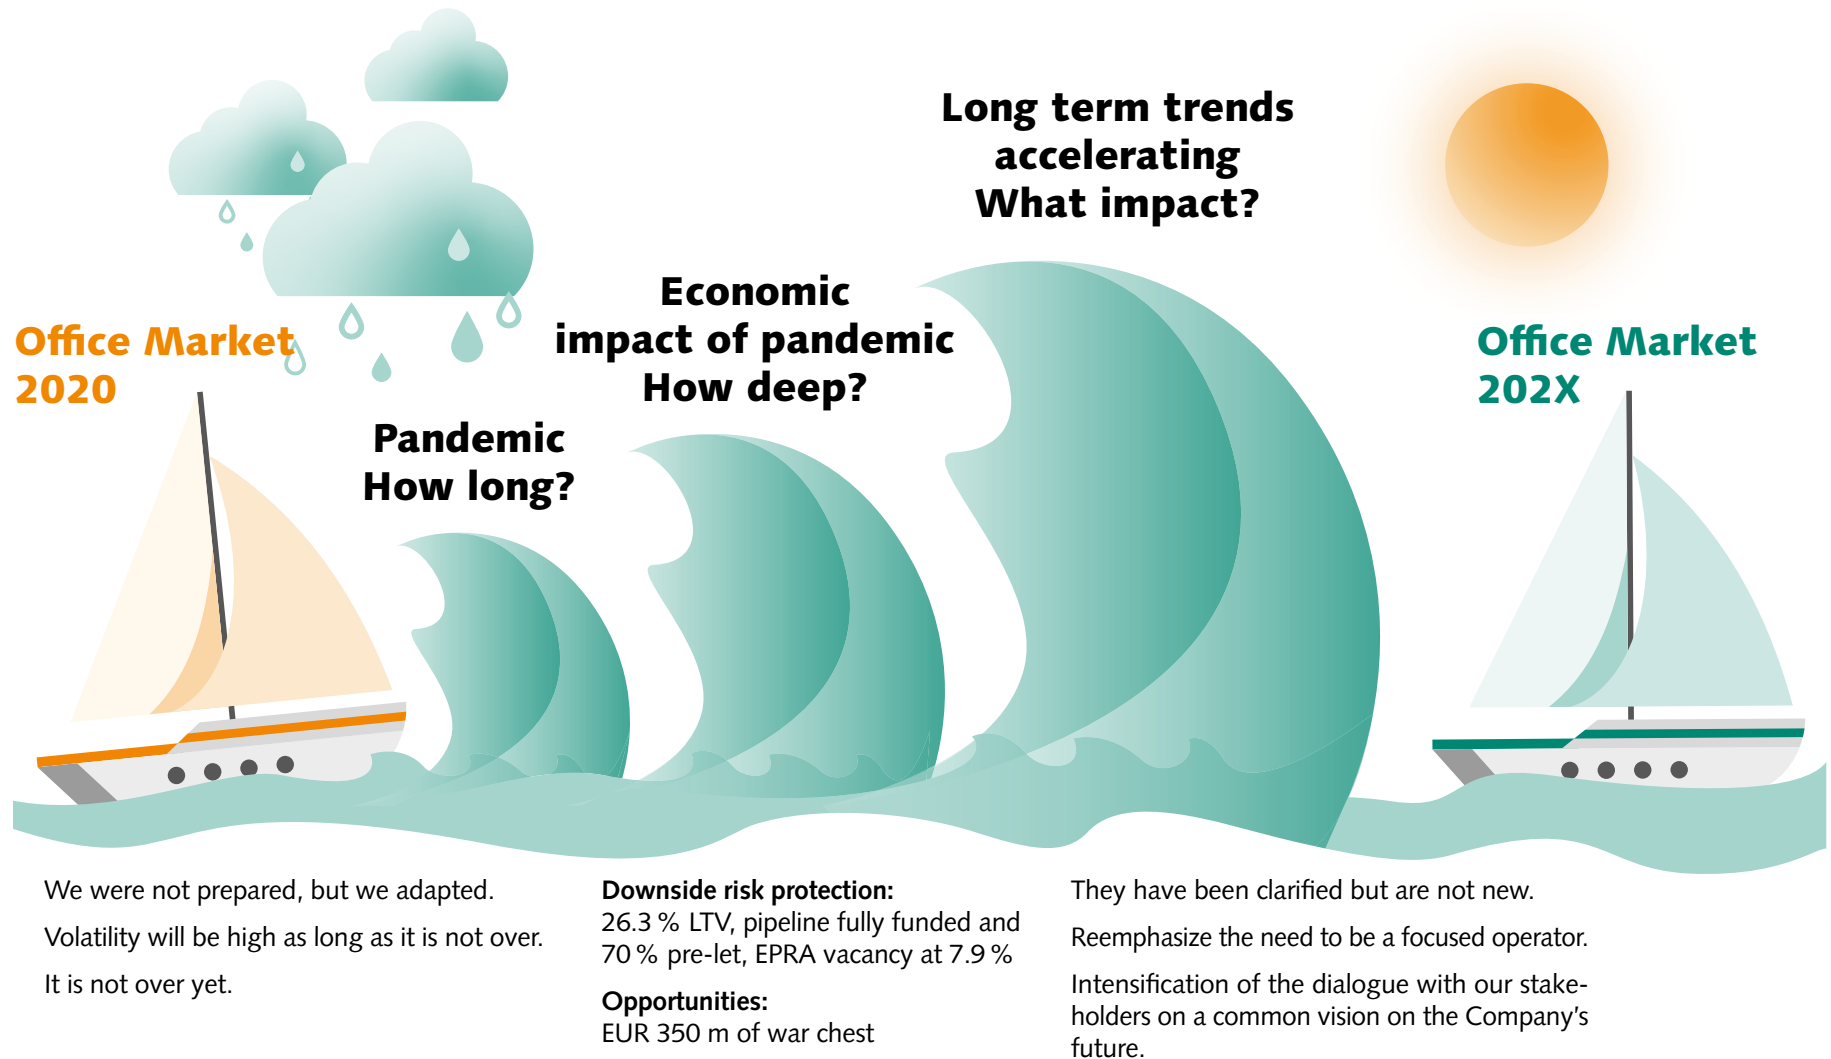 Office Market
2020
Pandemic
How long?
Economic
impact of pandemic
How deep?
Long term trends
accelerating
What impact?
Office Market
202X
We were not prepared, but we adapted.
Volatility will be high as long as it is not over.
It is not over yet.
Downside risk protection:
26.3 % LTV, pipeline fully funded and
70 % pre-let, EPRA vacancy at 7.9 %
Opportunities:
EUR 350 m of war chest
They have been clarified but are not new.
Reemphasize the need to be a focused operator.
Intensification of the dialogue with our stake-
holders on a common vision on the Company's
future.